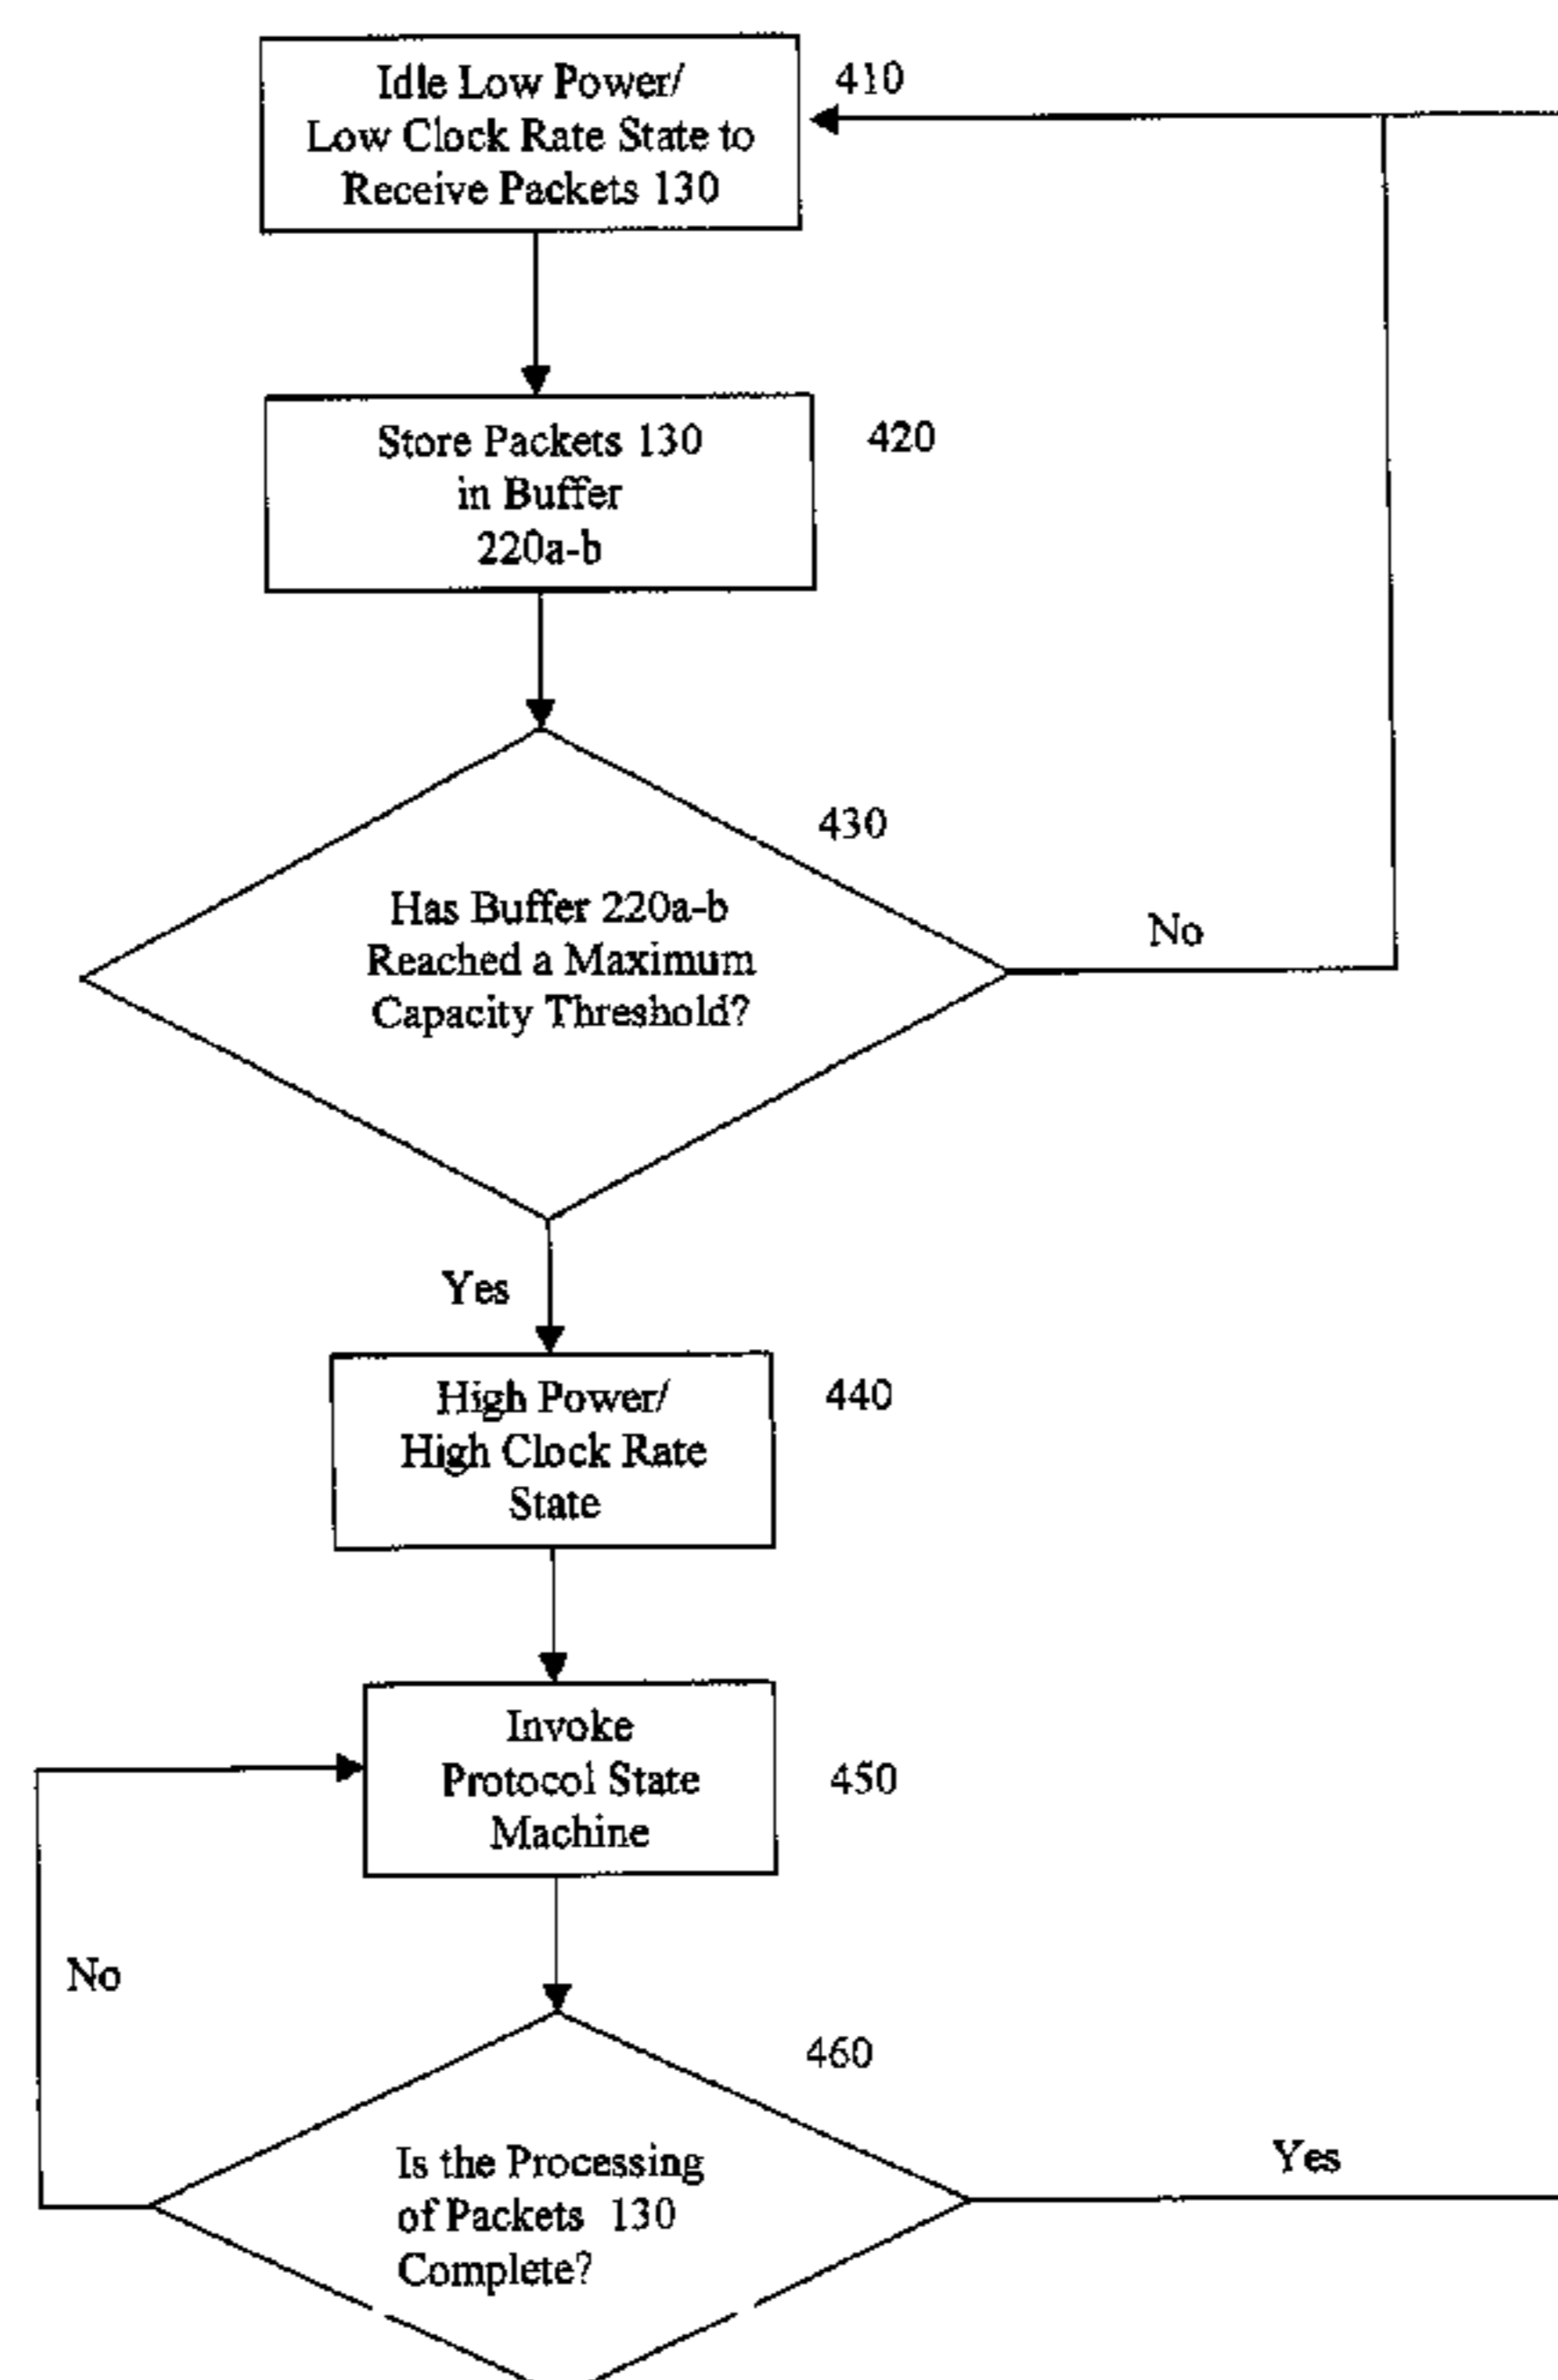 Idle Low Power/
Low Clock Rate State to
Receive Packets 130
410
Store Packets 130
in Buffer
220a-b
420
430
Has Buffer 220a-b
Reached a Maximum
Capacity Threshold?
No
Yes
High Power/
High Clock Rate
State
440
Invoke
Protocol State
Machine
450
No
460
Is the Processing
of Packets 130
Complete?
Yes